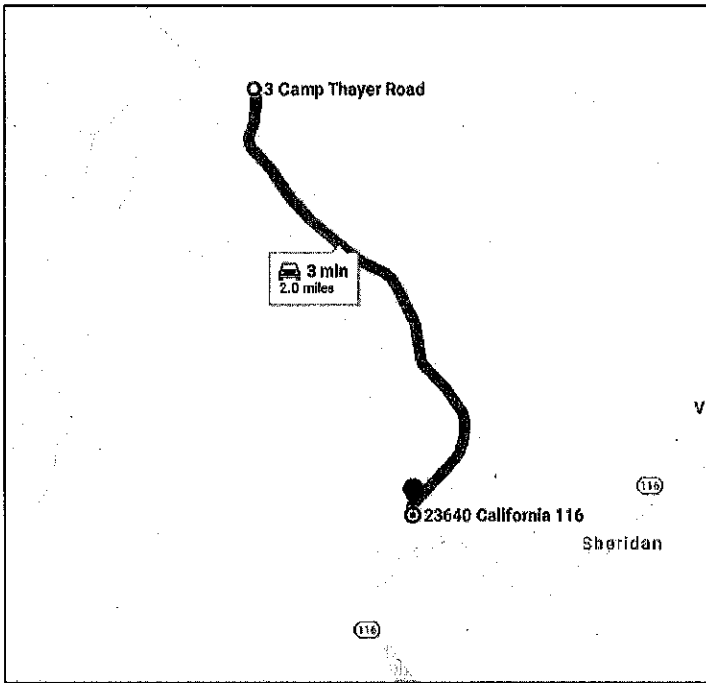 3 Camp Thayer Road
3 min
2.0 miles
V
116
23640 California 116
Sheridan
116